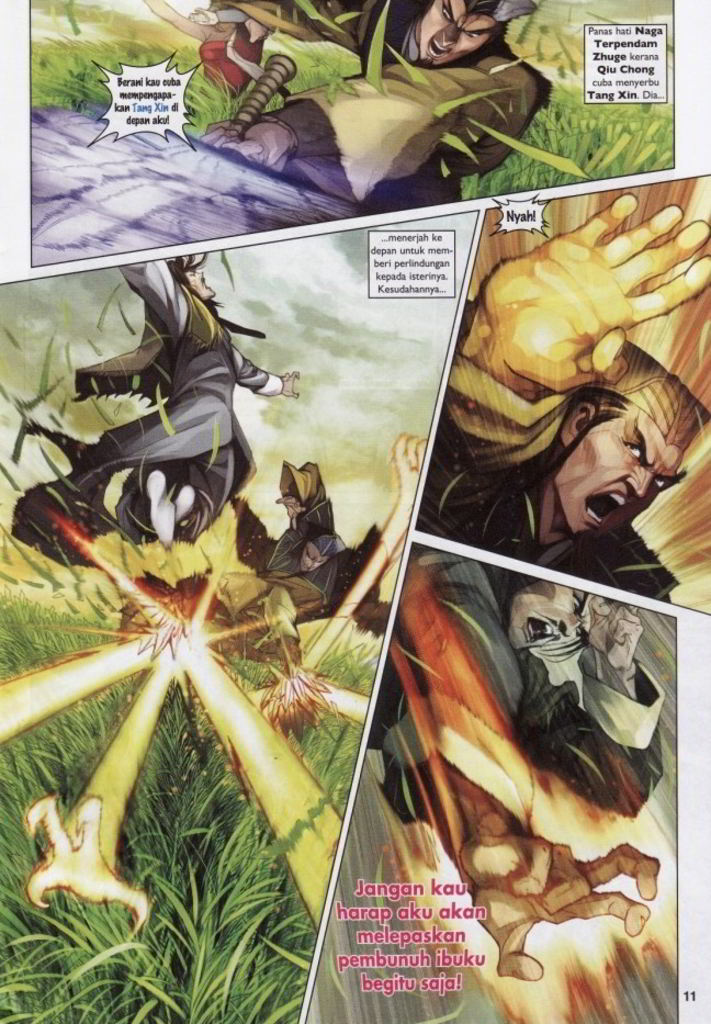 Panas hati Naga
Terpendam
Zhuge kerana
Qiu Chong
cuba menyerbu
Tang Xin. Dia...
Berani kau cuba
mempengapa-
kan Tang Xin di
depan aku!
...menerjah ke
depan untuk mem-
beri perlindungan
kepada isterinya.
Kesudahannya...
Nyah!
Jangan kau
harap aku akan
melepaskan
pembunuh ibuku
begitu saja!
11